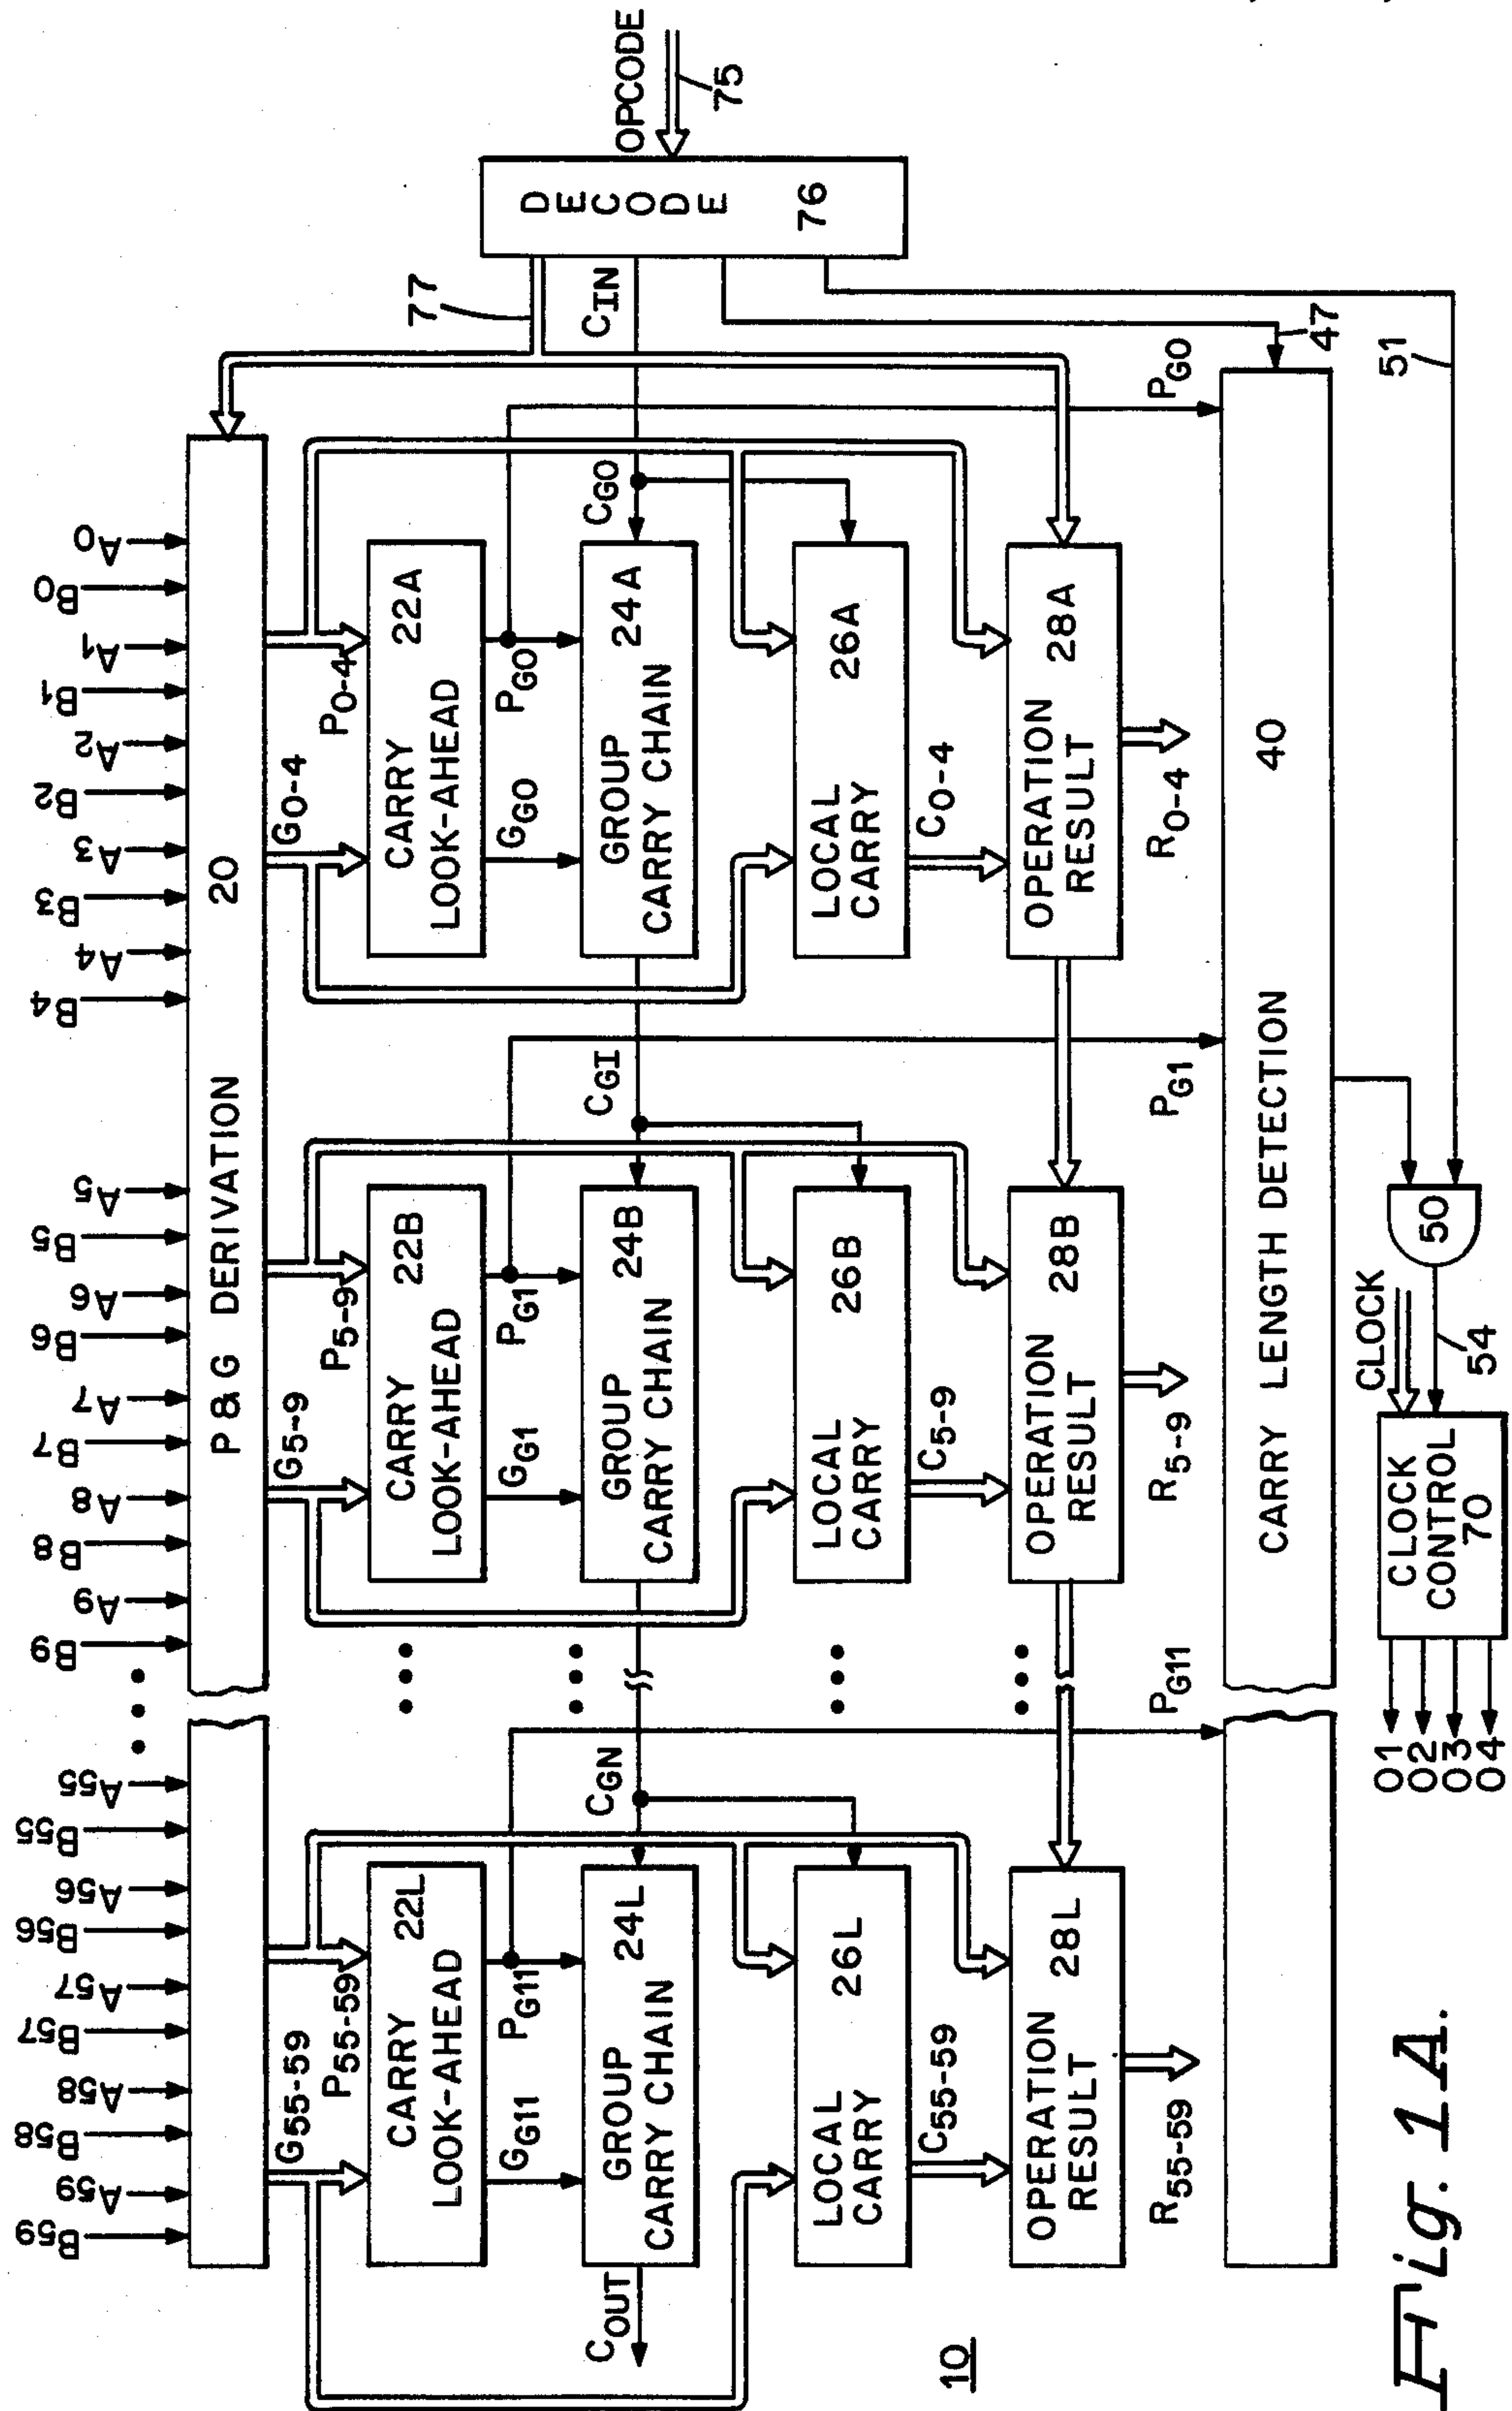 B59 A59 B58 A58 B57 A57 B56 A56 B55 A55 • • • B9 A9 B8 A8 B7 A7 B6 A6 B5 A5 B4 A4 B3 A3 B2 A2 B1 A1 B0 A0
P & G DERIVATION 20
G55-59 P55-59 G5-9 P5-9 G0-4 P0-4
77
OPCODE
75
DECODE
76
CARRY LOOK-AHEAD 22L
CARRY LOOK-AHEAD 22B
CARRY LOOK-AHEAD 22A
GG11 PG11 GG1 PG1 GG0 PG0
COUT CGN CGI CG0 CIN
GROUP CARRY CHAIN 24L
GROUP CARRY CHAIN 24B
GROUP CARRY CHAIN 24A
LOCAL CARRY 26L
LOCAL CARRY 26B
LOCAL CARRY 26A
C55-59 C5-9 C0-4
OPERATION RESULT 28L
OPERATION RESULT 28B
OPERATION RESULT 28A
R55-59 PG11 R5-9 PG1 R0-4 PG0
47
10
CARRY LENGTH DETECTION 40
51
CLOCK
50
54
CLOCK CONTROL 70
01
02
03
04
Fig. 1A.